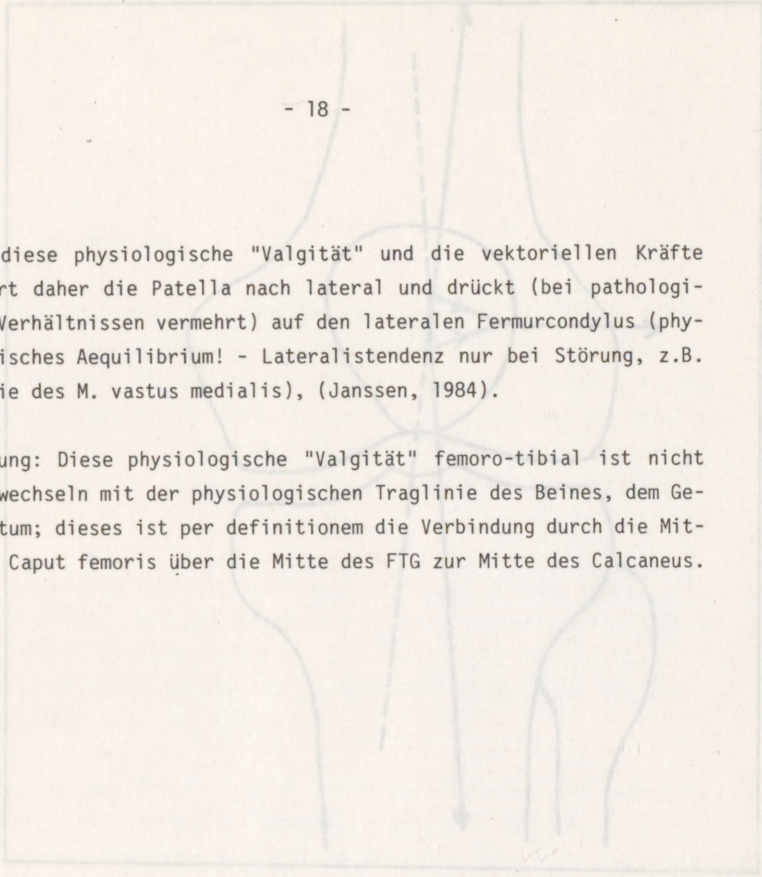 - 18 -
diese physiologische "Valgität" und die vektoriellen Kräfte
rt daher die Patella nach lateral und drückt (bei pathologi-
Verhältnissen vermehrt) auf den lateralen Fermurcondylus (phy-
isches Aequilibrium! - Lateralistendenz nur bei Störung, z.B.
ie des M. vastus medialis), (Janssen, 1984).
ung: Diese physiologische "Valgität" femoro-tibial ist nicht
wechseln mit der physiologischen Traglinie des Beines, dem Ge-
tum; dieses ist per definitionem die Verbindung durch die Mit-
Caput femoris über die Mitte des FTG zur Mitte des Calcaneus.